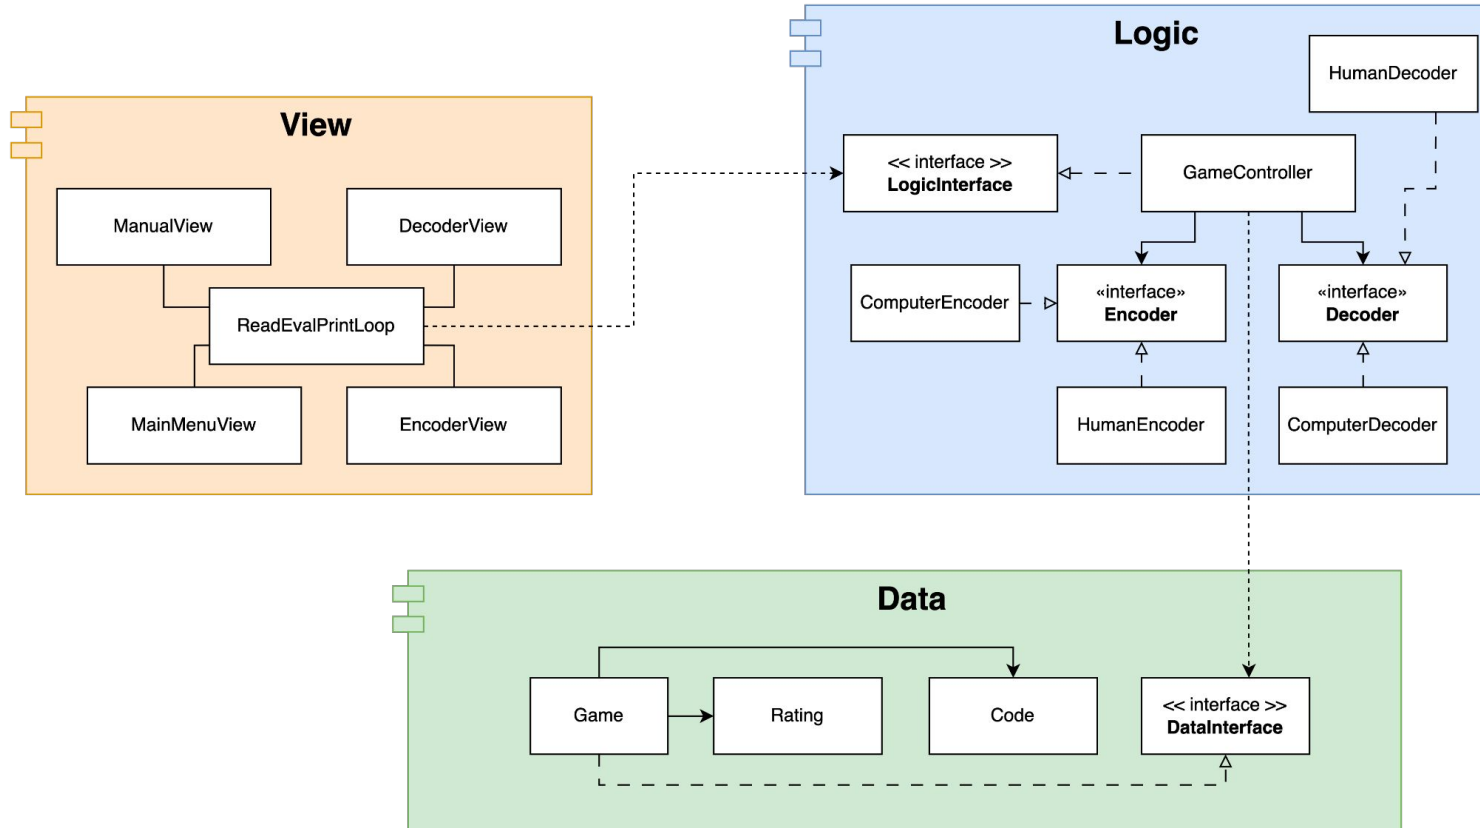 View
ManualView
DecoderView
ReadEvalPrintLoop
MainMenuView
EncoderView
Logic
HumanDecoder
<< interface >>
LogicInterface
GameController
ComputerEncoder
«interface»
Encoder
«interface»
Decoder
HumanEncoder
ComputerDecoder
Data
Game
Rating
Code
<< interface >>
DataInterface